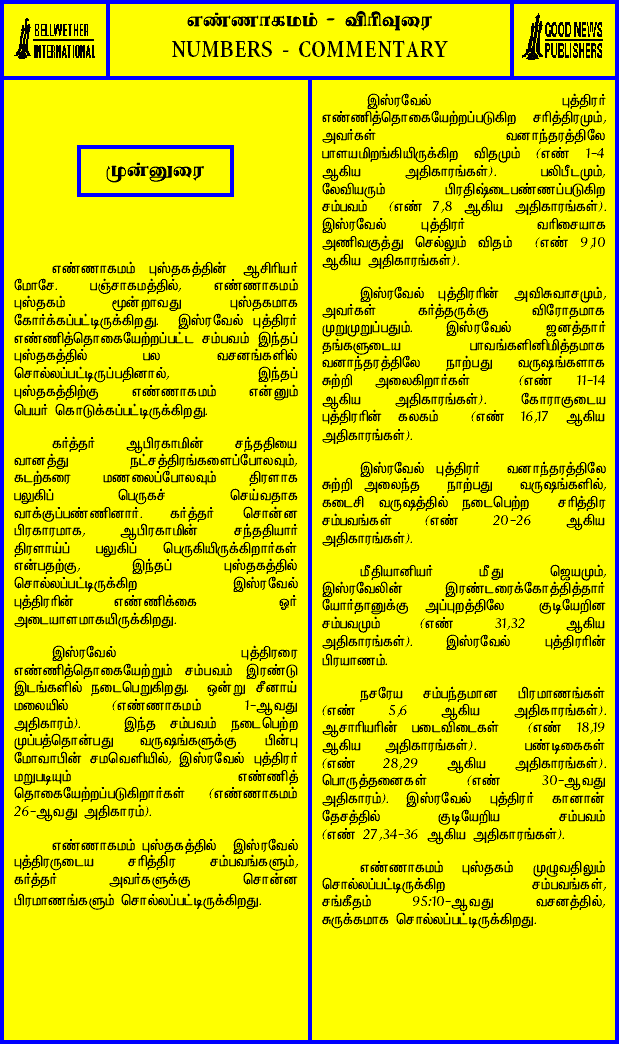 BELLWETHER
INTERNATIONAL
எண்ணாகமம் - விரிவுரை
NUMBERS - COMMENTARY
GOOD NEWS
PUBLISHERS
முன்னுரை
எண்ணாகமம் புஸ்தகத்தின் ஆசிரியர்
மோசே. பஞ்சாகமத்தில், எண்ணாகமம்
புஸ்தகம் மூன்றாவது புஸ்தகமாக
கோர்க்கப்பட்டிருக்கிறது. இஸ்ரவேல் புத்திரர்
எண்ணித்தொகையேற்றப்பட்ட சம்பவம் இந்தப்
புஸ்தகத்தில் பல வசனங்களில்
சொல்லப்பட்டிருப்பதினால், இந்தப்
புஸ்தகத்திற்கு எண்ணாகமம் என்னும்
பெயர் கொடுக்கப்பட்டிருக்கிறது.
கர்த்தர் ஆபிரகாமின் சந்ததியை
வானத்து நட்சத்திரங்களைப்போலவும்,
கடற்கரை மணலைப்போலவும் திரளாக
பலுகிப் பெருகச் செய்வதாக
வாக்குப்பண்ணினார். கர்த்தர் சொன்ன
பிரகாரமாக, ஆபிரகாமின் சந்ததியார்
திரளாய்ப் பலுகிப் பெருகியிருக்கிறார்கள்
என்பதற்கு, இந்தப் புஸ்தகத்தில்
சொல்லப்பட்டிருக்கிற இஸ்ரவேல்
புத்திரரின் எண்ணிக்கை ஓர்
அடையாளமாகயிருக்கிறது.
இஸ்ரவேல் புத்திரரை
எண்ணித்தொகையேற்றும் சம்பவம் இரண்டு
இடங்களில் நடைபெறுகிறது. ஒன்று சீனாய்
மலையில் (எண்ணாகமம் 1-ஆவது
அதிகாரம்). இந்த சம்பவம் நடைபெற்ற
முப்பத்தொன்பது வருஷங்களுக்கு பின்பு
மோவாபின் சமவெளியில், இஸ்ரவேல் புத்திரர்
மறுபடியும் எண்ணித்
தொகையேற்றப்படுகிறார்கள் (எண்ணாகமம்
26-ஆவது அதிகாரம்).
எண்ணாகமம் புஸ்தகத்தில் இஸ்ரவேல்
புத்திரருடைய சரித்திர சம்பவங்களும்,
கர்த்தர் அவர்களுக்கு சொன்ன
பிரமாணங்களும் சொல்லப்பட்டிருக்கிறது.
இஸ்ரவேல் புத்திரர்
எண்ணித்தொகையேற்றப்படுகிற சரித்திரமும்,
அவர்கள் வனாந்தரத்திலே
பாளயமிறங்கியிருக்கிற விதமும் (எண் 1-4
ஆகிய அதிகாரங்கள்). பலிபீடமும்,
லேவியரும் பிரதிஷ்டைபண்ணப்படுகிற
சம்பவம் (எண் 7,8 ஆகிய அதிகாரங்கள்).
இஸ்ரவேல் புத்திரர் வரிசையாக
அணிவகுத்து செல்லும் விதம் (எண் 9,10
ஆகிய அதிகாரங்கள்).
இஸ்ரவேல் புத்திரரின் அவிசுவாசமும்,
அவர்கள் கர்த்தருக்கு விரோதமாக
முறுமுறுப்பதும். இஸ்ரவேல் ஜனத்தார்
தங்களுடைய பாவங்களினிமித்தமாக
வனாந்தரத்திலே நாற்பது வருஷங்களாக
சுற்றி அலைகிறார்கள் (எண் 11-14
ஆகிய அதிகாரங்கள்). கோராகுடைய
புத்திரரின் கலகம் (எண் 16,17 ஆகிய
அதிகாரங்கள்).
இஸ்ரவேல் புத்திரர் வனாந்தரத்திலே
சுற்றி அலைந்த நாற்பது வருஷங்களில்,
கடைசி வருஷத்தில் நடைபெற்ற சரித்திர
சம்பவங்கள் (எண் 20-26 ஆகிய
அதிகாரங்கள்).
மீதியானியர் மீது ஜெயமும்,
இஸ்ரவேலின் இரண்டரைக்கோத்தித்தார்
யோர்தானுக்கு அப்புறத்திலே குடியேறின
சம்பவமும் (எண் 31,32 ஆகிய
அதிகாரங்கள்). இஸ்ரவேல் புத்திரரின்
பிரயாணம்.
நசரேய சம்பந்தமான பிரமாணங்கள்
(எண் 5,6 ஆகிய அதிகாரங்கள்).
ஆசாரியரின் படைவிடைகள் (எண் 18,19
ஆகிய அதிகாரங்கள்). பண்டிகைகள்
(எண் 28,29 ஆகிய அதிகாரங்கள்).
பொருத்தனைகள் (எண் 30-ஆவது
அதிகாரம்). இஸ்ரவேல் புத்திரர் கானான்
தேசத்தில் குடியேறிய சம்பவம்
(எண் 27,34-36 ஆகிய அதிகாரங்கள்).
எண்ணாகமம் புஸ்தகம் முழுவதிலும்
சொல்லப்பட்டிருக்கிற சம்பவங்கள்,
சங்கீதம் 95:10-ஆவது வசனத்தில்,
சுருக்கமாக சொல்லப்பட்டிருக்கிறது.